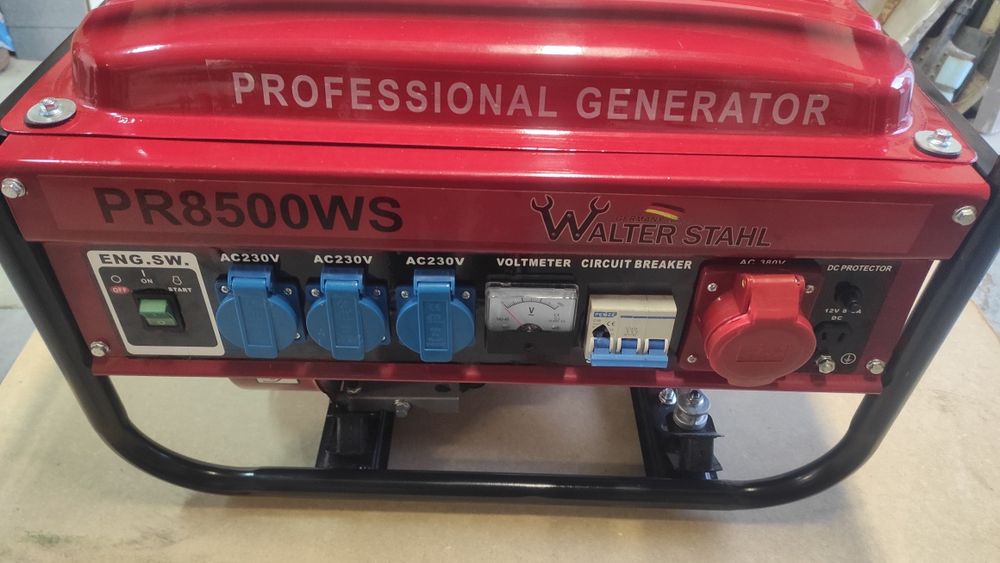 PROFESSIONAL GENERATOR
PR8500WS
GERMANY
WALTER STAHL
ENG.SW.
ON
OFF
START
AC230V
AC230V
AC230V
VOLTMETER
V
CIRCUIT BREAKER
AC 380V
DC PROTECTOR
12V
DC